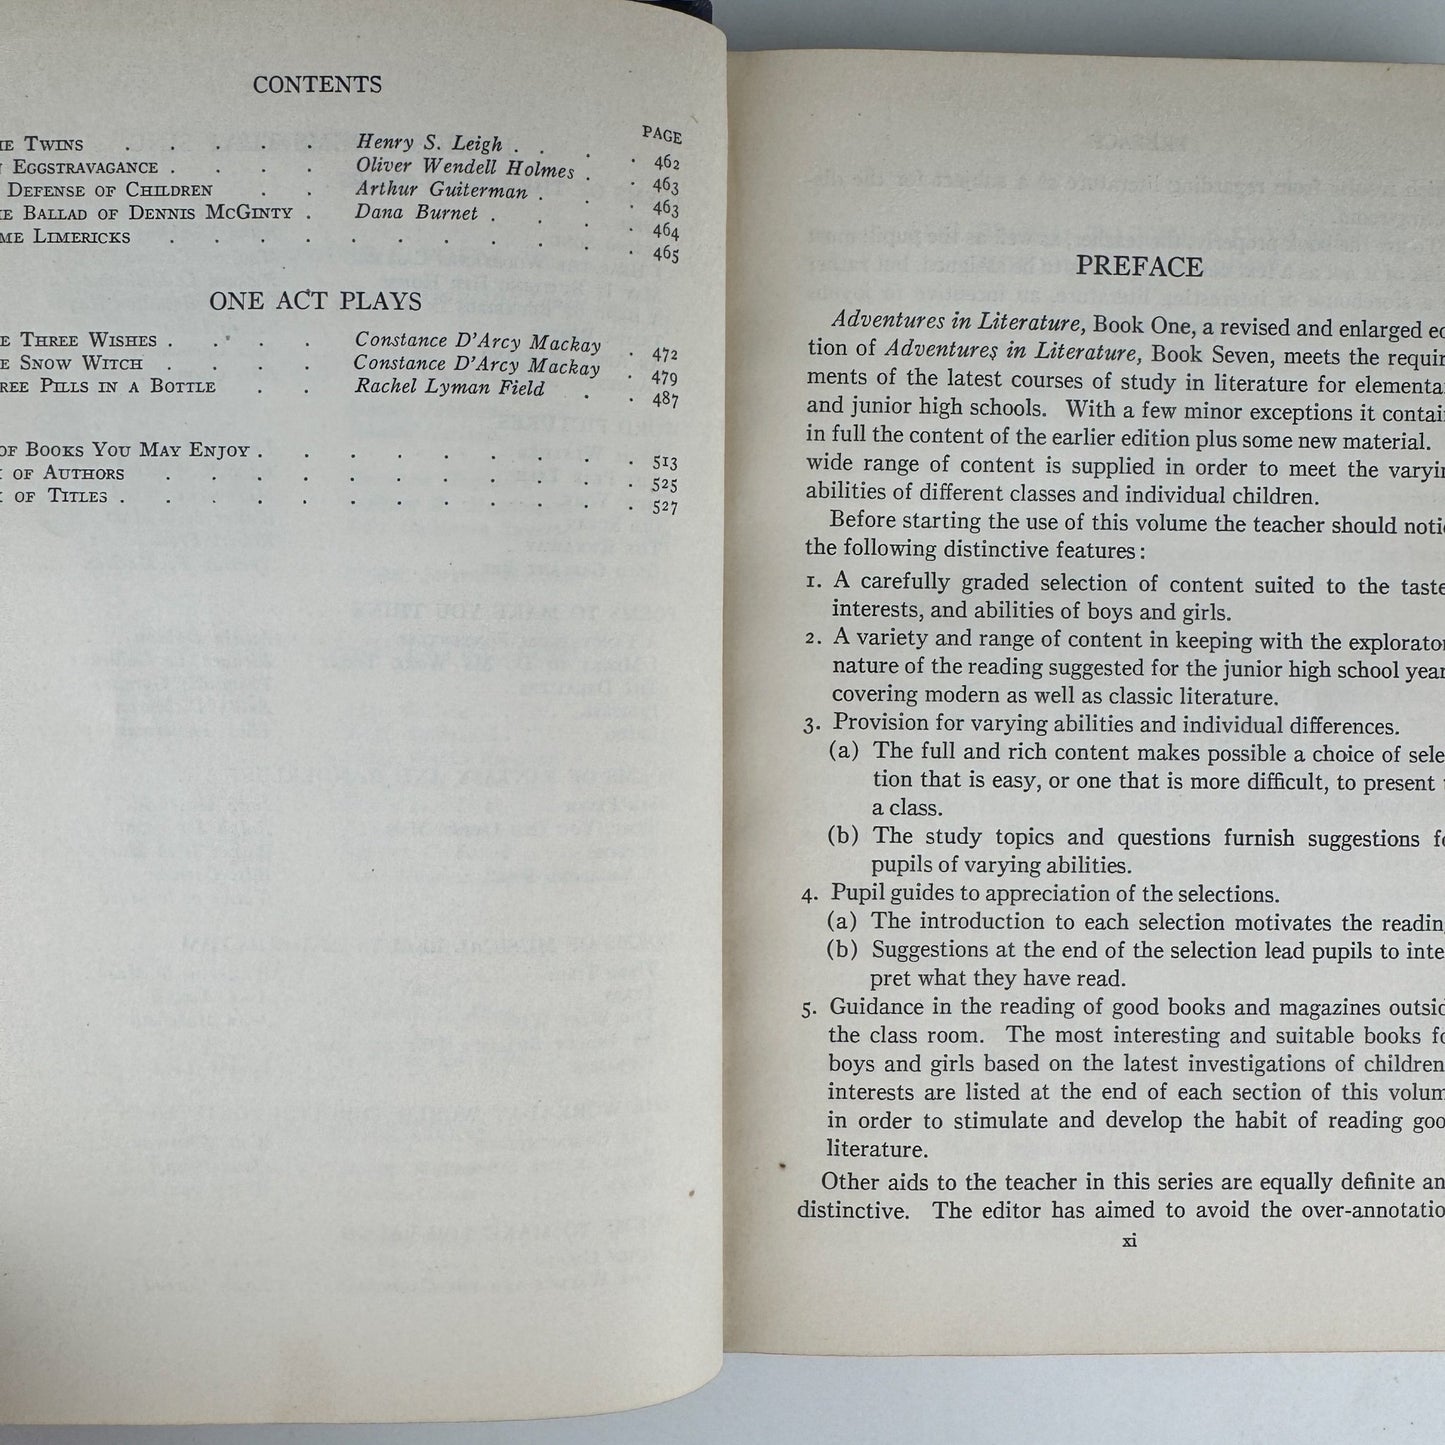 CONTENTS
PAGE
HE TWINS . . . . . Henry S. Leigh . . . . 462
N EGGSTRAVAGANCE . . . . Oliver Wendell Holmes . . 463
DEFENSE OF CHILDREN . . Arthur Guiterman . . . 463
HE BALLAD OF DENNIS MCGINTY . Dana Burnet . . . . 464
OME LIMERICKS . . . . . . . . . . 465
ONE ACT PLAYS
E THREE WISHES . . . . Constance D'Arcy Mackay . 472
E SNOW WITCH . . . . Constance D'Arcy Mackay . 479
REE PILLS IN A BOTTLE . . Rachel Lyman Field . . 487
OF BOOKS YOU MAY ENJOY . . . . . . . . . 513
X OF AUTHORS . . . . . . . . . 525
X OF TITLES . . . . . . . . . . 527
PREFACE
Adventures in Literature, Book One, a revised and enlarged ed
tion of Adventures in Literature, Book Seven, meets the requir
ments of the latest courses of study in literature for elementa
and junior high schools. With a few minor exceptions it contain
in full the content of the earlier edition plus some new material.
wide range of content is supplied in order to meet the varyin
abilities of different classes and individual children.
Before starting the use of this volume the teacher should notic
the following distinctive features:
1. A carefully graded selection of content suited to the taste
interests, and abilities of boys and girls.
2. A variety and range of content in keeping with the explorator
nature of the reading suggested for the junior high school year
covering modern as well as classic literature.
3. Provision for varying abilities and individual differences.
(a) The full and rich content makes possible a choice of selec
tion that is easy, or one that is more difficult, to present t
a class.
(b) The study topics and questions furnish suggestions fo
pupils of varying abilities.
4. Pupil guides to appreciation of the selections.
(a) The introduction to each selection motivates the reading
(b) Suggestions at the end of the selection lead pupils to inter
pret what they have read.
5. Guidance in the reading of good books and magazines outsid
the class room. The most interesting and suitable books fo
boys and girls based on the latest investigations of children
interests are listed at the end of each section of this volum
in order to stimulate and develop the habit of reading goo
literature.
Other aids to the teacher in this series are equally definite an
distinctive. The editor has aimed to avoid the over-annotatio
xi